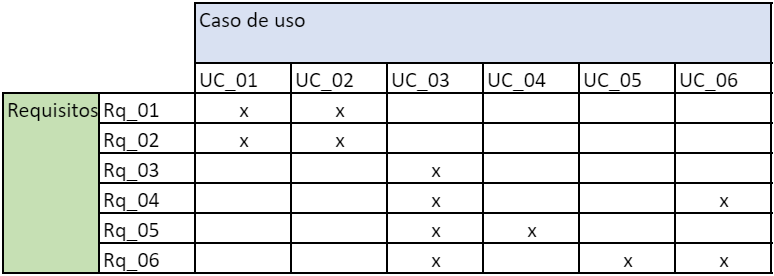 Caso de uso
UC_01 UC_02 UC_03 UC_04 UC_05 UC_06
Requisitos Rq_01 x x
Rq_02 x x
Rq_03 x
Rq_04 x x
Rq_05 x x
Rq_06 x x x